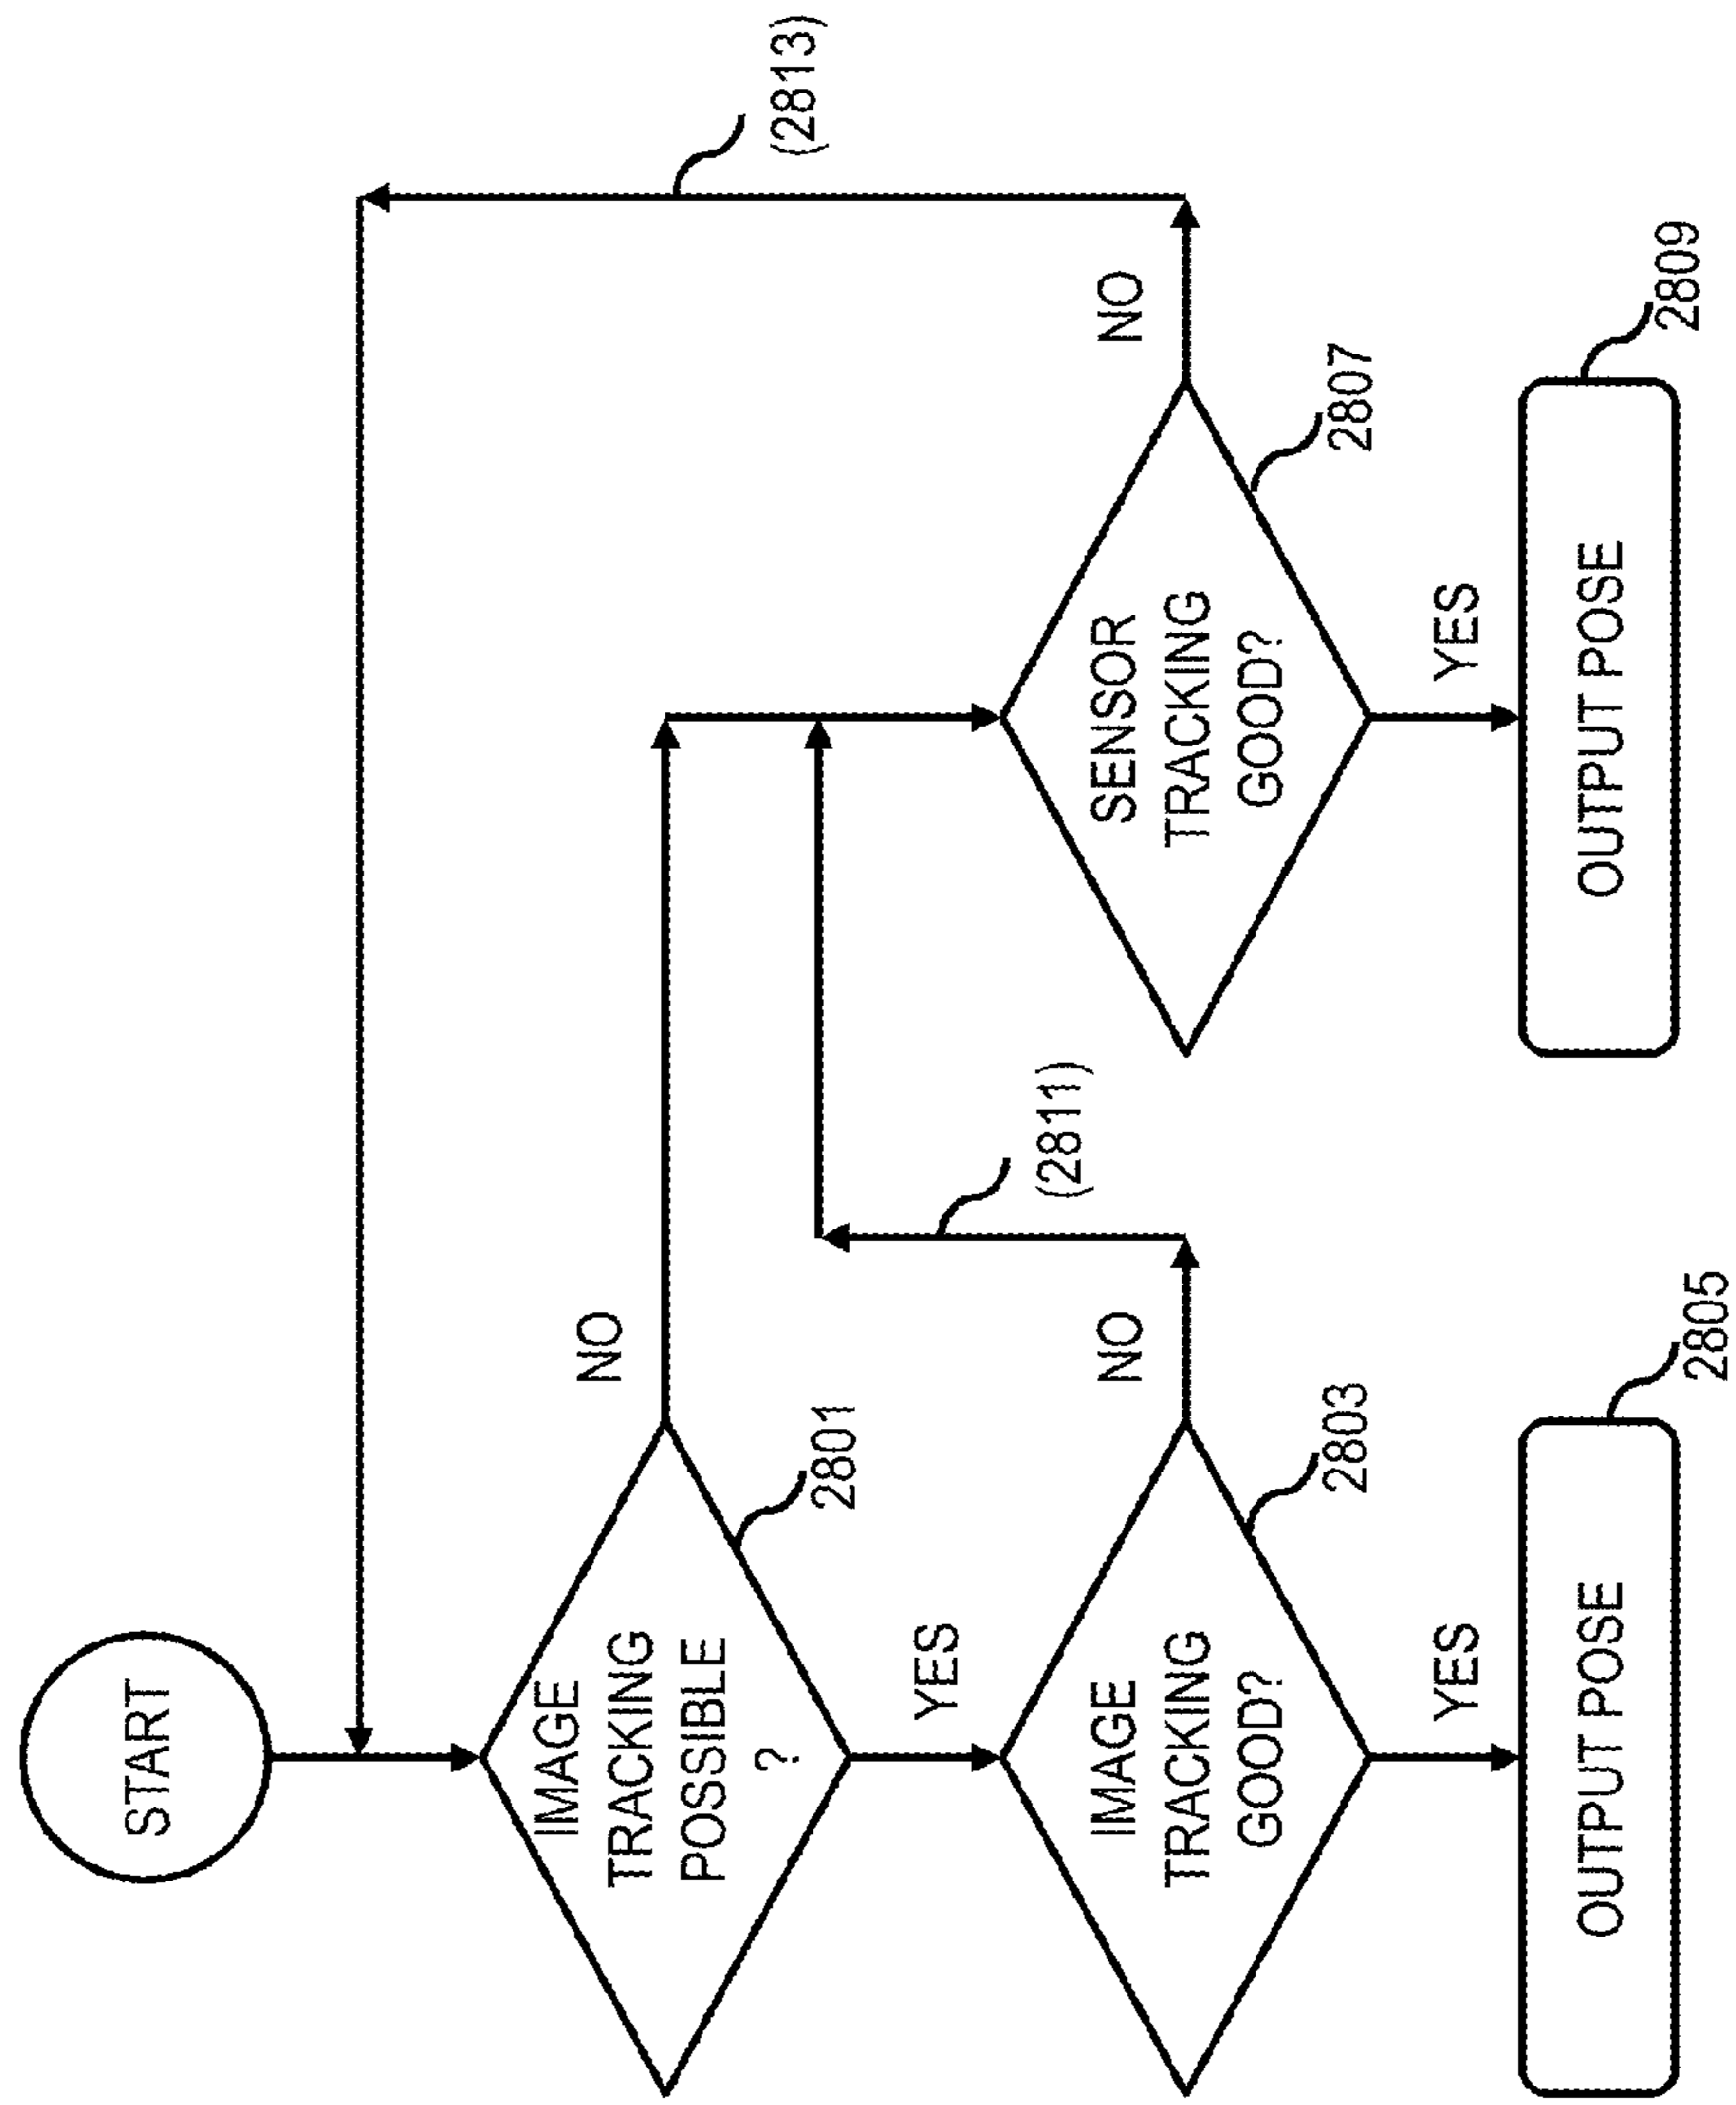 START
IMAGE
TRACKING
POSSIBLE
?
2801
NO
YES
IMAGE
TRACKING
GOOD?
2803
NO
(2811)
YES
OUTPUT POSE
2805
SENSOR
TRACKING
GOOD?
2807
NO
(2813)
YES
OUTPUT POSE
2809